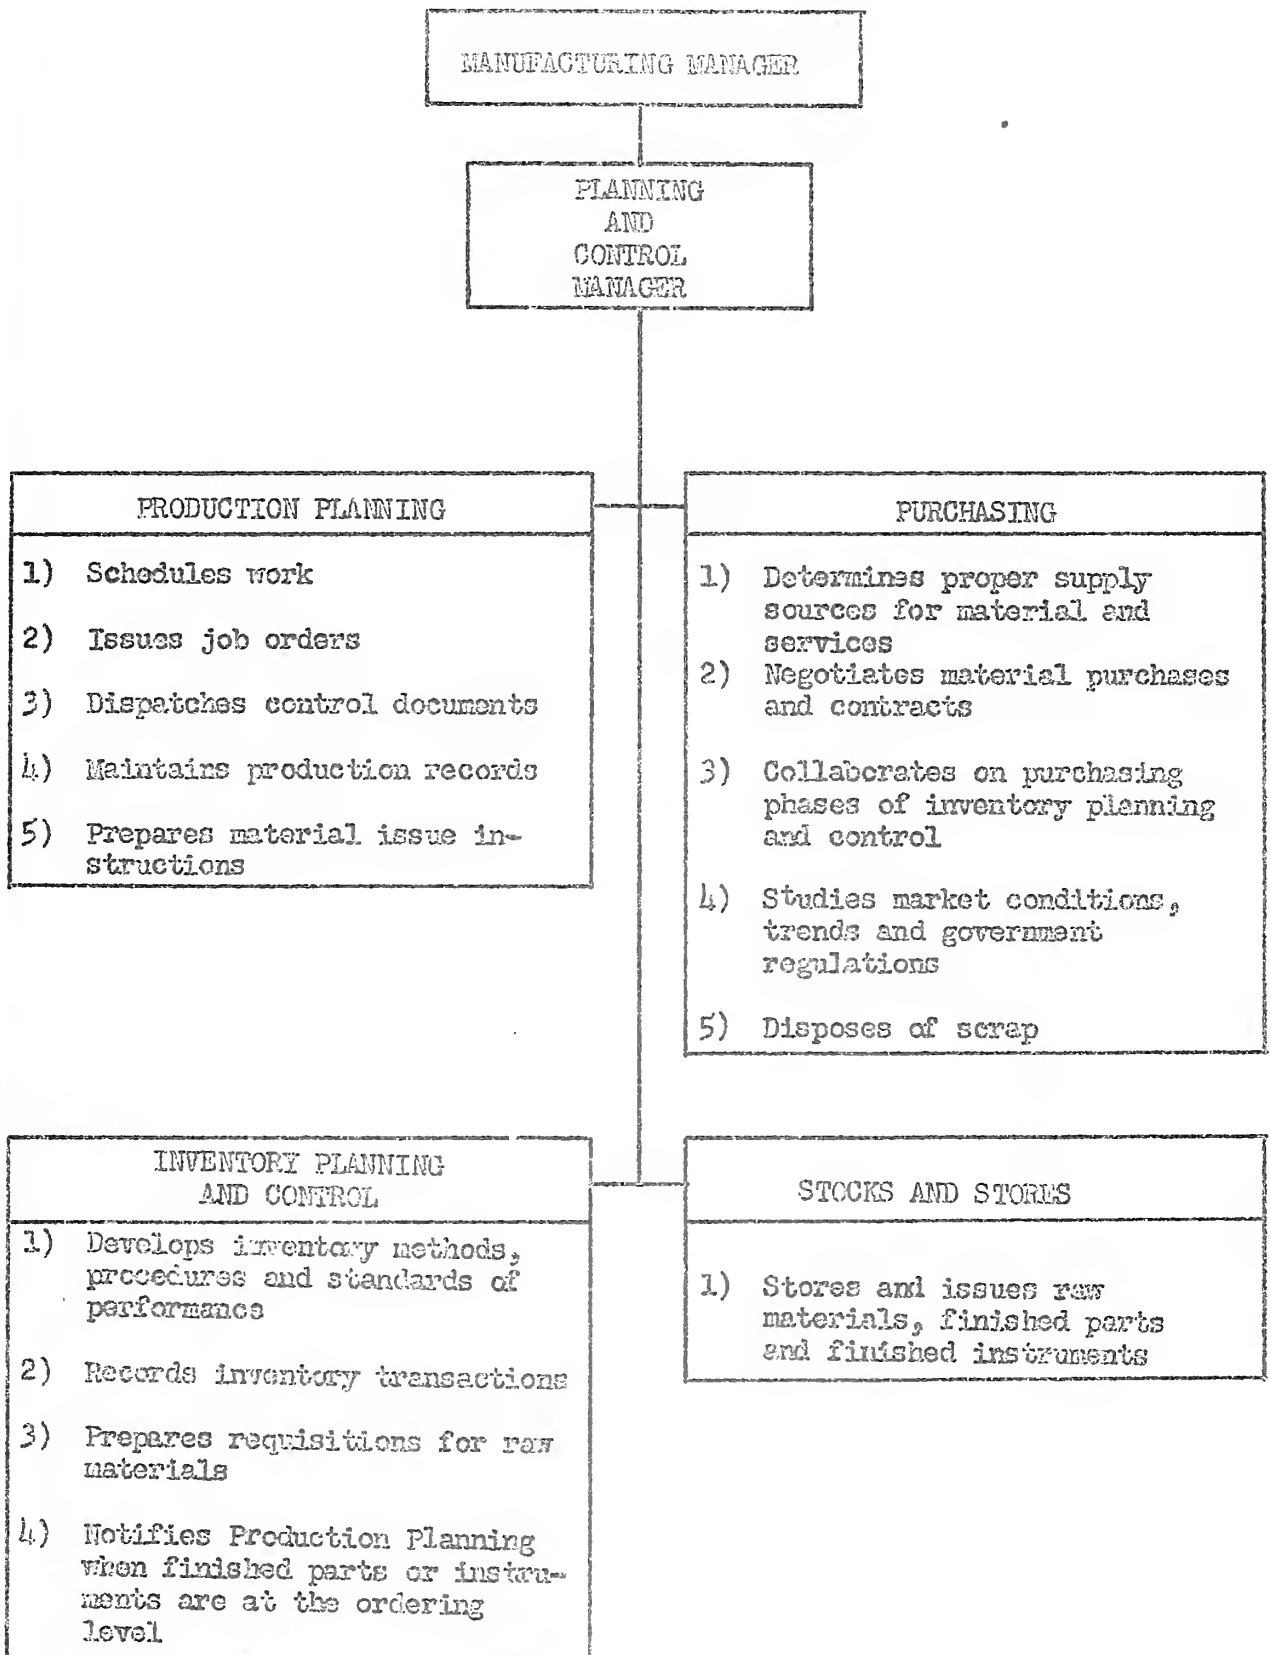 MANUFACTURING MANAGER
PLANNING
AND
CONTROL
MANAGER
PRODUCTION PLANNING
1) Schedules work
2) Issues job orders
3) Dispatches control documents
4) Maintains production records
5) Prepares material issue in-
structions
PURCHASING
1) Determines proper supply
sources for material and
services
2) Negotiates material purchases
and contracts
3) Collaborates on purchasing
phases of inventory planning
and control
4) Studies market conditions,
trends and government
regulations
5) Disposes of scrap
INVENTORY PLANNING
AND CONTROL
1) Develops inventory methods,
procedures and standards of
performance
2) Records inventory transactions
3) Prepares requisitions for raw
materials
4) Notifies Production Planning
when finished parts or instru-
ments are at the ordering
level
STOCKS AND STORES
1) Stores and issues raw
materials, finished parts
and finished instruments